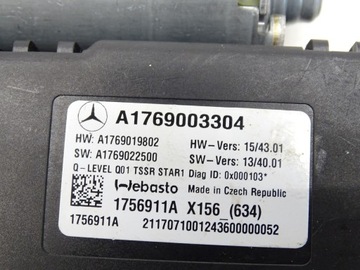 A1769003304
HW: A1769019802 HW-Vers: 15/43.01
SW: A1769022500 SW-Vers: 13/40.01
Q-LEVEL Q01 TSSR STAR1 Diag ID: 0x000103*
Webasto Made in Czech Republic
1756911A X156_(634)
1756911A 2117071001243600000052